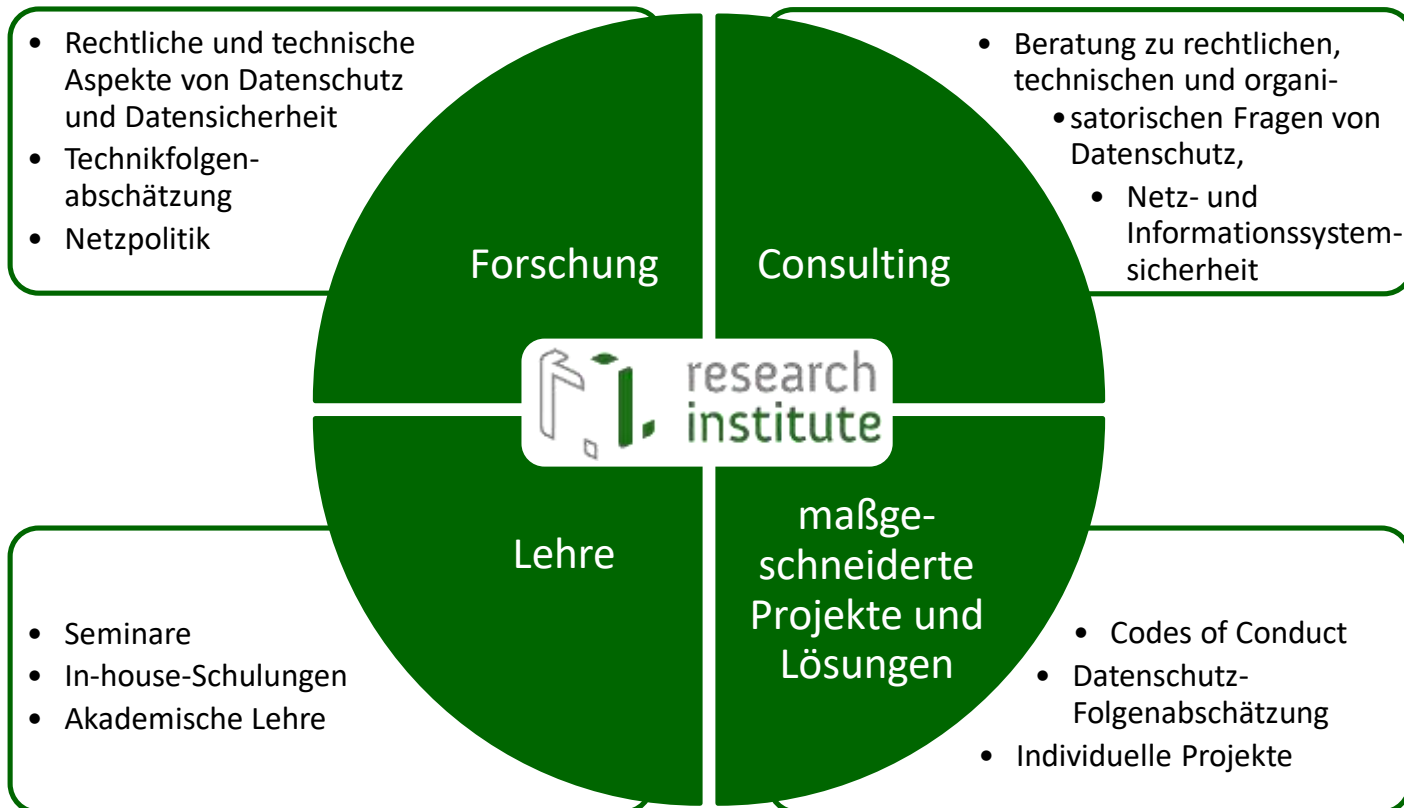 • Rechtliche und technische
Aspekte von Datenschutz
und Datensicherheit
• Technikfolgen-
abschätzung
• Netzpolitik
Forschung
• Beratung zu rechtlichen,
technischen und organi-
• satorischen Fragen von
Datenschutz,
• Netz- und
Informationssystem-
sicherheit
Consulting
research
institute
Lehre
• Seminare
• In-house-Schulungen
• Akademische Lehre
maßge-
schneiderte
Projekte und
Lösungen
• Codes of Conduct
• Datenschutz-
Folgenabschätzung
• Individuelle Projekte